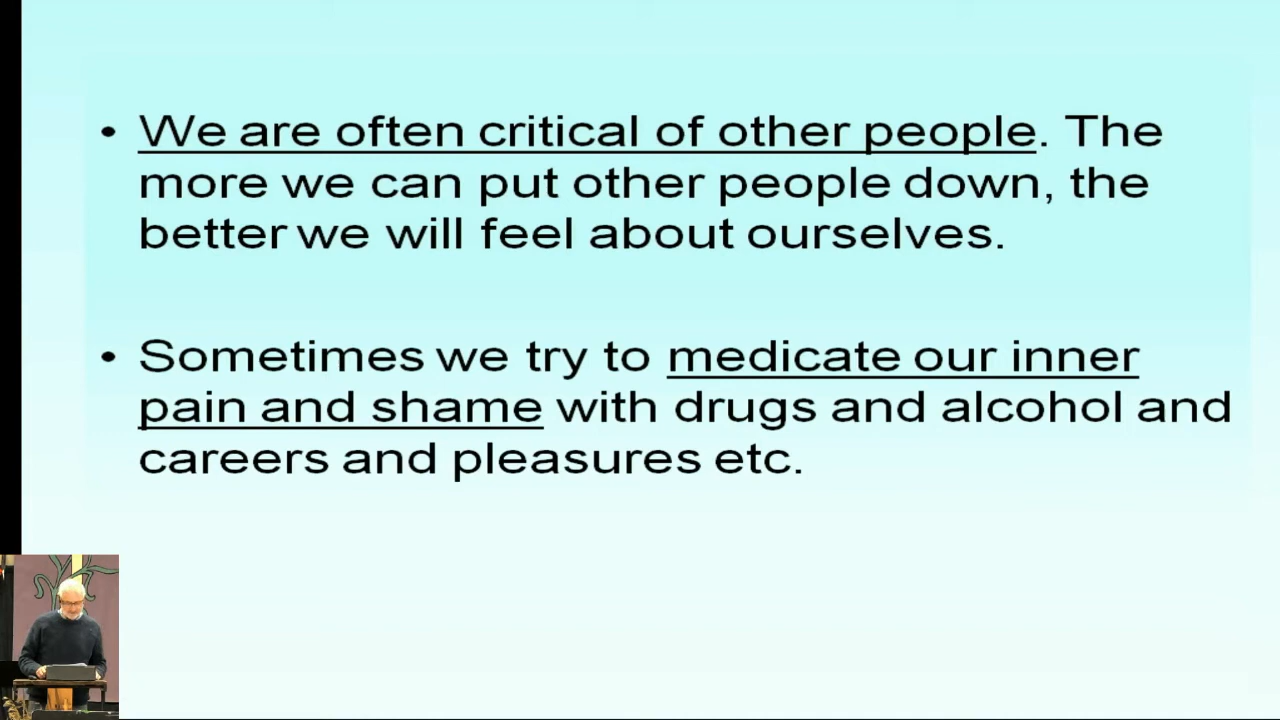 • We are often critical of other people. The
more we can put other people down, the
better we will feel about ourselves.
• Sometimes we try to medicate our inner
pain and shame with drugs and alcohol and
careers and pleasures etc.